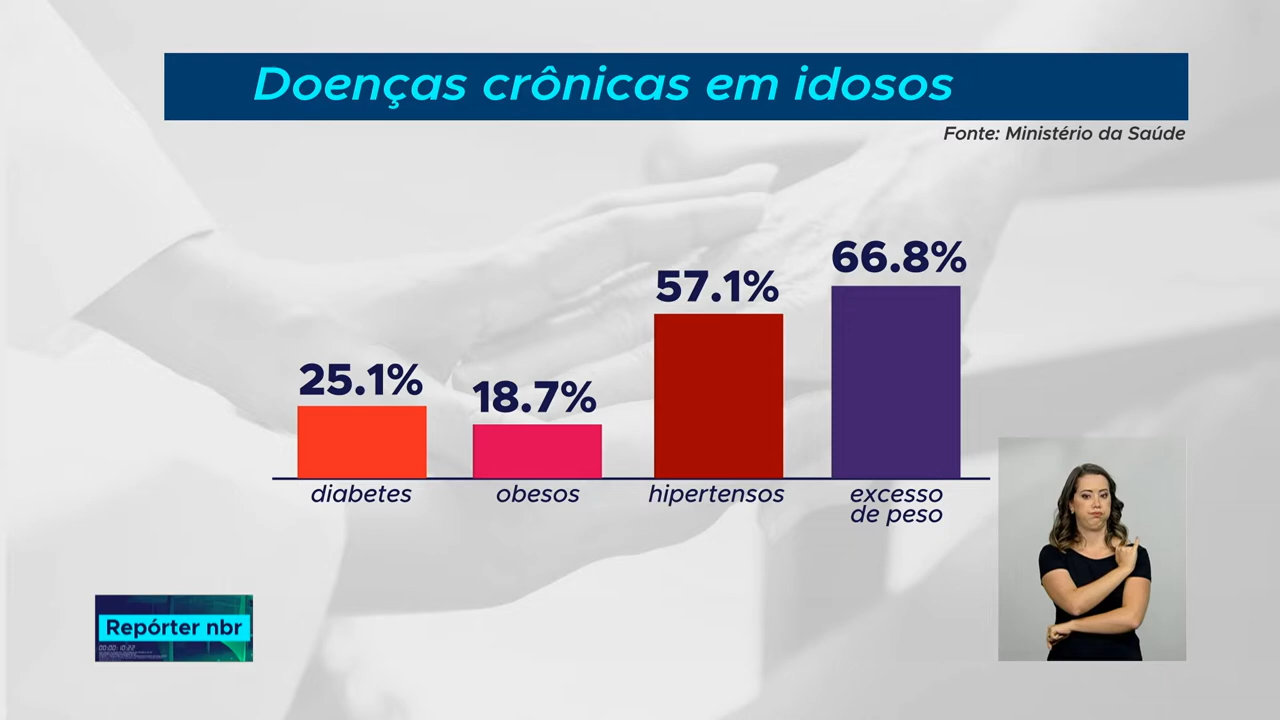 Doenças crônicas em idosos
Fonte: Ministério da Saúde
66.8%
57.1%
25.1%
18.7%
diabetes
obesos
hipertensos
excesso
de peso
Repórter nbr